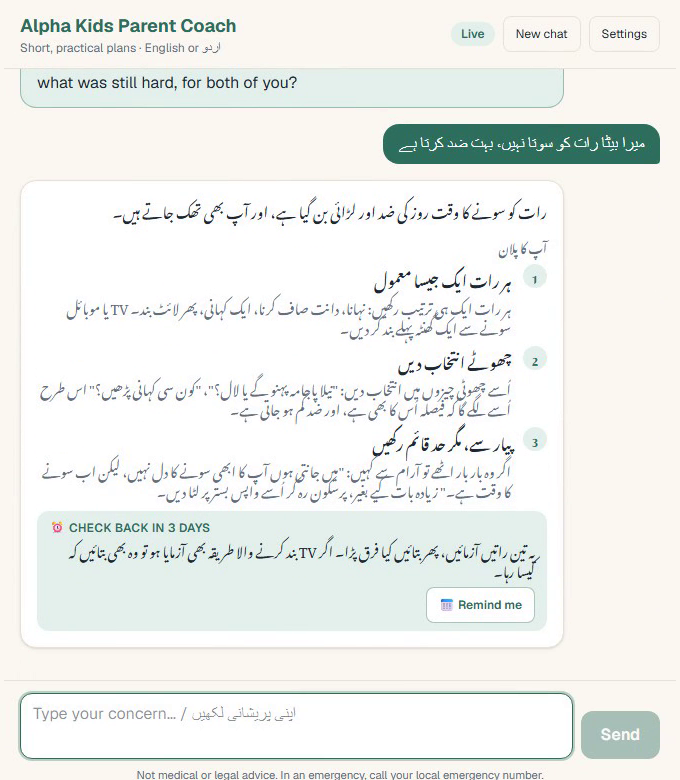 Alpha Kids Parent Coach
Short, practical plans · English or اردو
Live
New chat
Settings
what was still hard, for both of you?
میرا بیٹا رات کو سوتا نہیں، بہت ضد کرتا ہے
رات کو سونے کا وقت روز کی ضد اور لڑائی بن گیا ہے، اور آپ بھی تھک جاتے ہیں۔
آپ کا پلان
1 ہر رات ایک جیسا معمول
ہر رات ایک ہی ترتیب رکھیں: نہانا، دانت صاف کرنا، ایک کہانی، پھر لائٹ بند۔ TV یا موبائل
سونے سے ایک گھنٹہ پہلے بند کر دیں۔
2 چھوٹے انتخاب دیں
اُسے چھوٹی چیزوں میں انتخاب دیں: "نیلا پاجامہ پہنو گے یا لال؟"، "کون سی کہانی پڑھیں؟" اس طرح
اُسے لگے گا کہ فیصلہ اُس کا بھی ہے، اور ضد کم ہو جاتی ہے۔
3 پیار سے، مگر حد قائم رکھیں
اگر وہ بار بار اٹھے تو آرام سے کہیں: "میں جانتی ہوں آپ کا ابھی سونے کا دل نہیں، لیکن اب سونے
کا وقت ہے۔" زیادہ بات کیے بغیر، پرسکون رہ کر اُسے واپس بستر پر لٹا دیں۔
CHECK BACK IN 3 DAYS
یہ تین راتیں آزمائیں، پھر بتائیں کیا فرق پڑا۔ اگر TV بند کرنے والا طریقہ بھی آزمایا ہو تو وہ بھی بتائیں کہ
کیسا رہا۔
Remind me
Type your concern... / اپنی پریشانی لکھیں
Send
Not medical or legal advice. In an emergency, call your local emergency number.